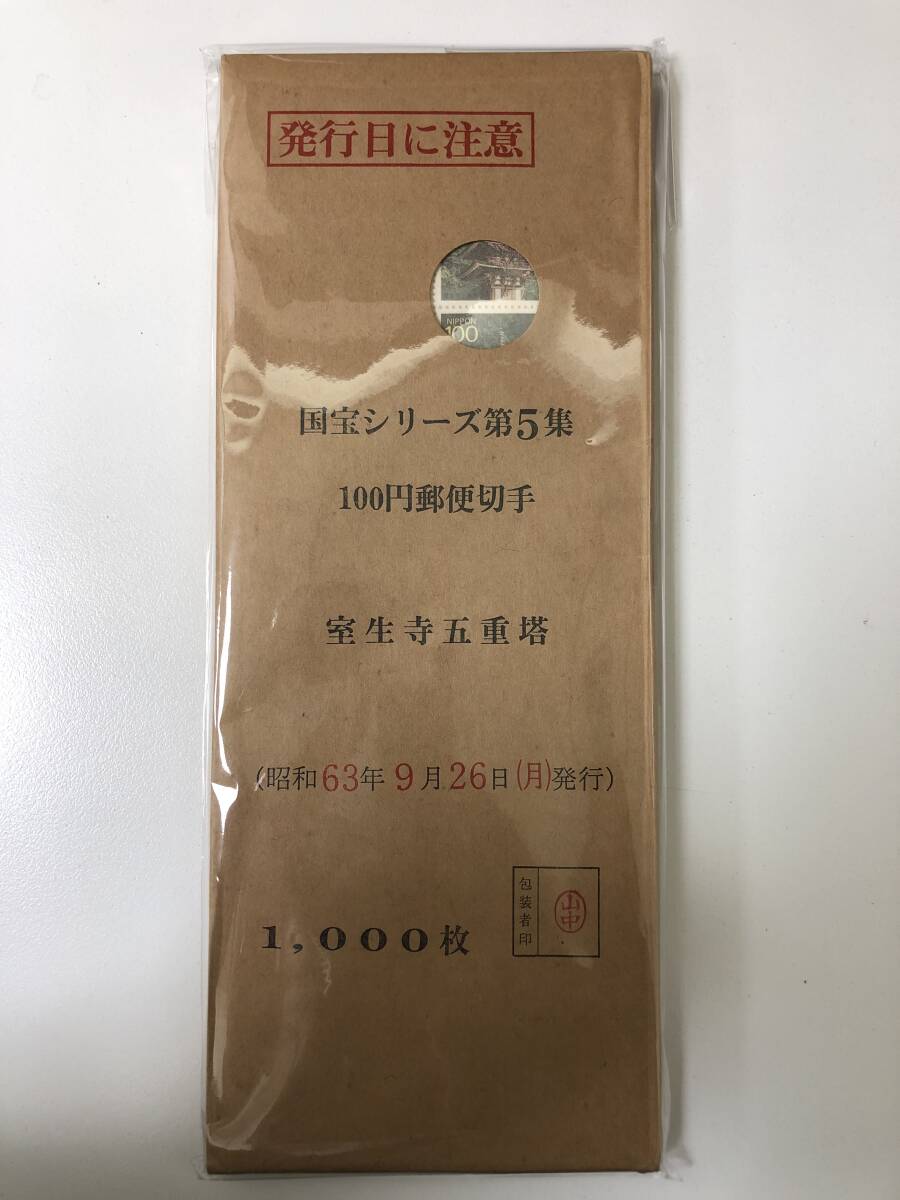 発行日に注意
NIPPON
100
国宝シリーズ第5集
100円郵便切手
室生寺五重塔
(昭和63年9月26日(月)発行)
1,000枚
包装者印
山中